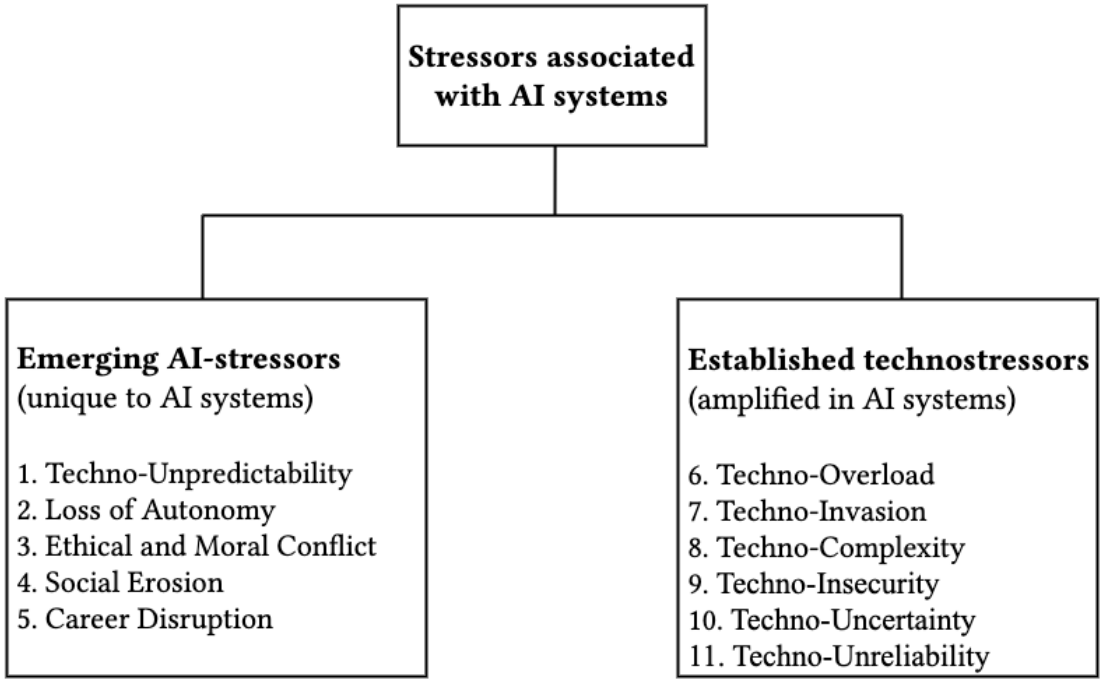 Stressors associated
with AI systems
Emerging AI-stressors
(unique to AI systems)
1. Techno-Unpredictability
2. Loss of Autonomy
3. Ethical and Moral Conflict
4. Social Erosion
5. Career Disruption
Established technostressors
(amplified in AI systems)
6. Techno-Overload
7. Techno-Invasion
8. Techno-Complexity
9. Techno-Insecurity
10. Techno-Uncertainty
11. Techno-Unreliability